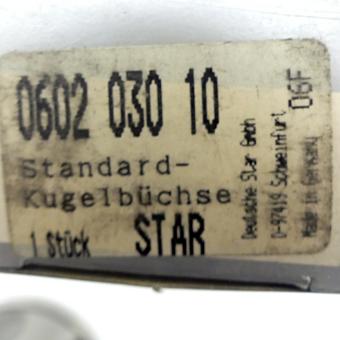 0602 030 10
Standard-
Kugelbüchse
1 Stück STAR
Deutsche Star GmbH
D-97419 Schweinfurt
Made in Germany
06F